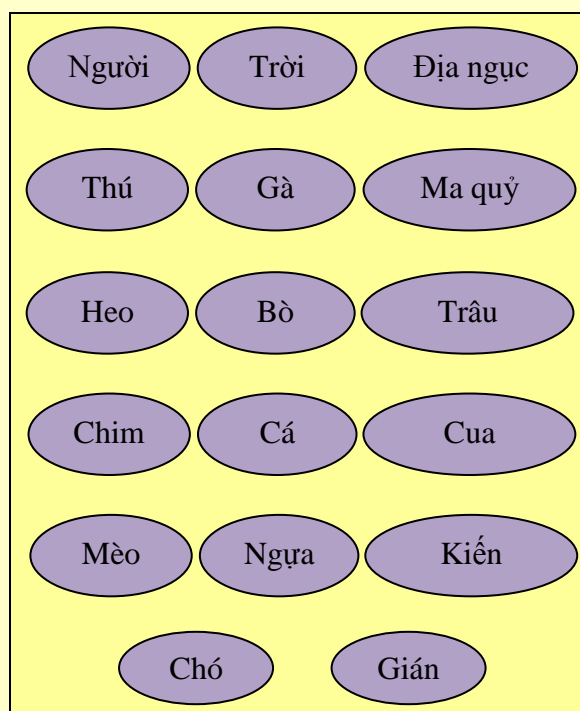 Người Trời Địa ngục
Thú Gà Ma quỷ
Heo Bò Trâu
Chim Cá Cua
Mèo Ngựa Kiến
Chó Gián